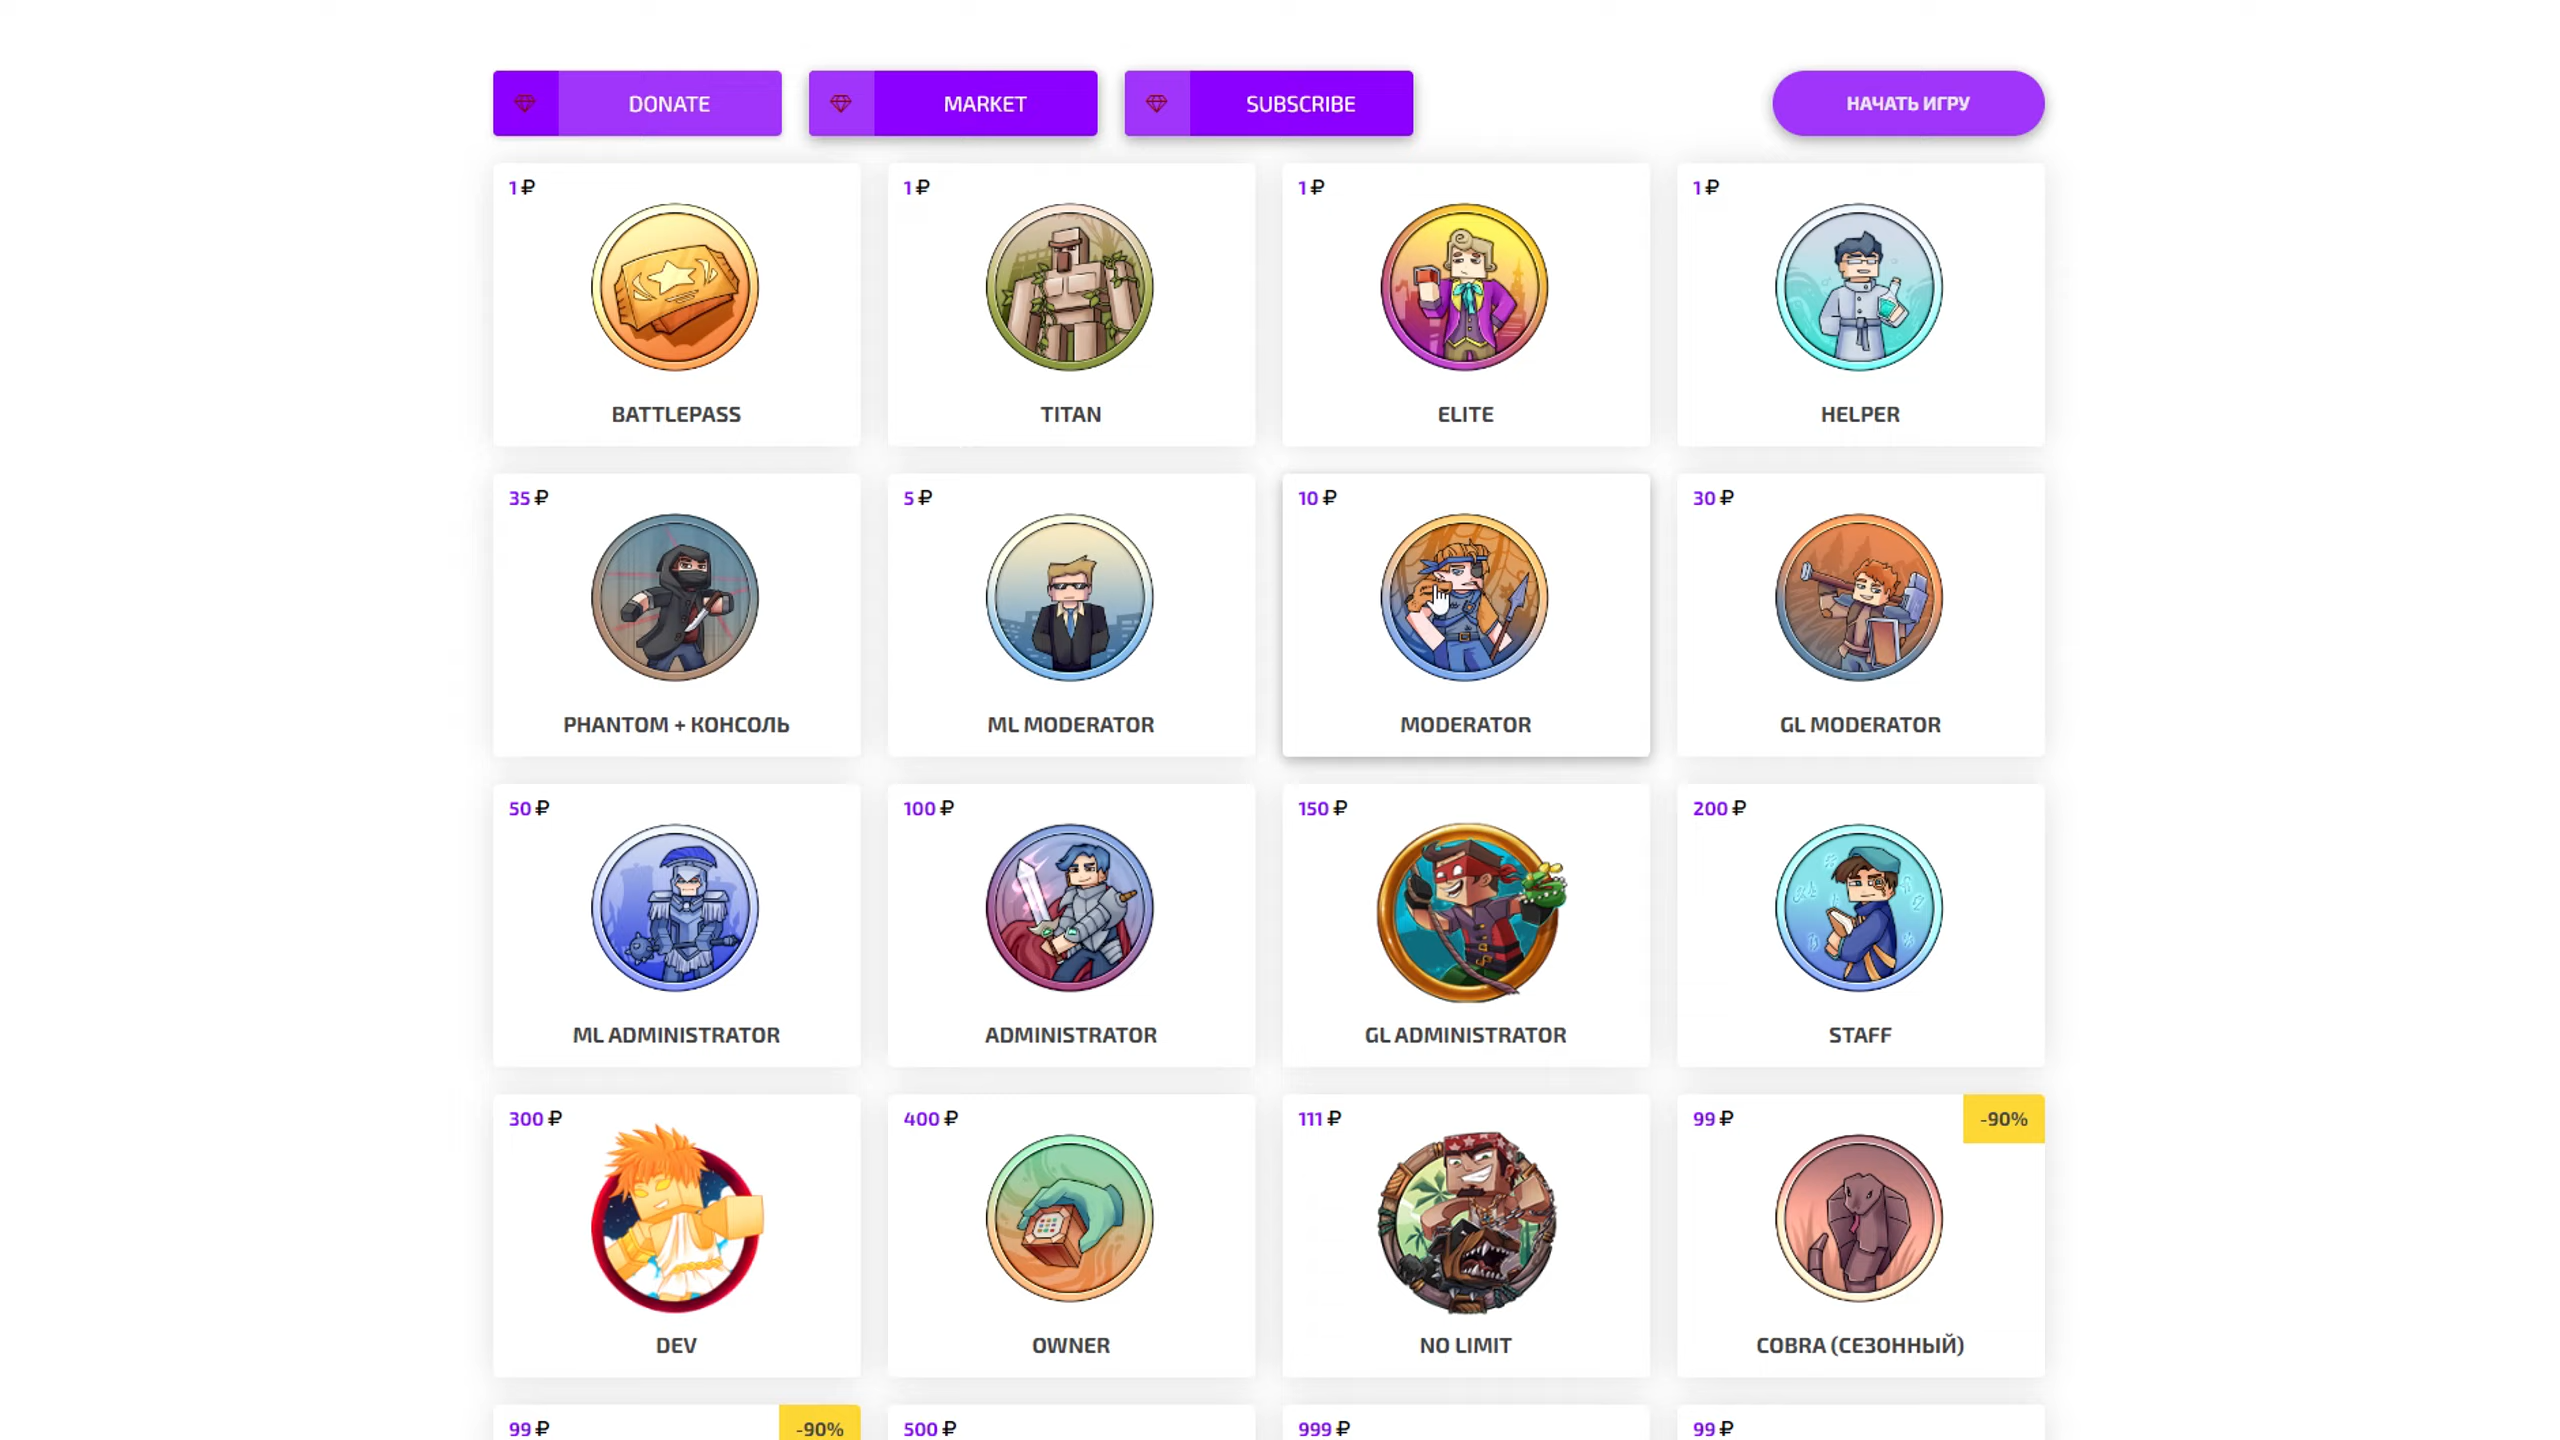 DONATE
MARKET
SUBSCRIBE
НАЧАТЬ ИГРУ
1 ₽
1 ₽
1 ₽
1 ₽
BATTLEPASS
TITAN
ELITE
HELPER
35 ₽
5 ₽
10 ₽
30 ₽
PHANTOM + КОНСОЛЬ
ML MODERATOR
MODERATOR
GL MODERATOR
50 ₽
100 ₽
150 ₽
200 ₽
ML ADMINISTRATOR
ADMINISTRATOR
GL ADMINISTRATOR
STAFF
300 ₽
400 ₽
111 ₽
99 ₽
-90%
DEV
OWNER
NO LIMIT
COBRA (СЕЗОННЫЙ)
99 ₽
-90%
500 ₽
999 ₽
99 ₽